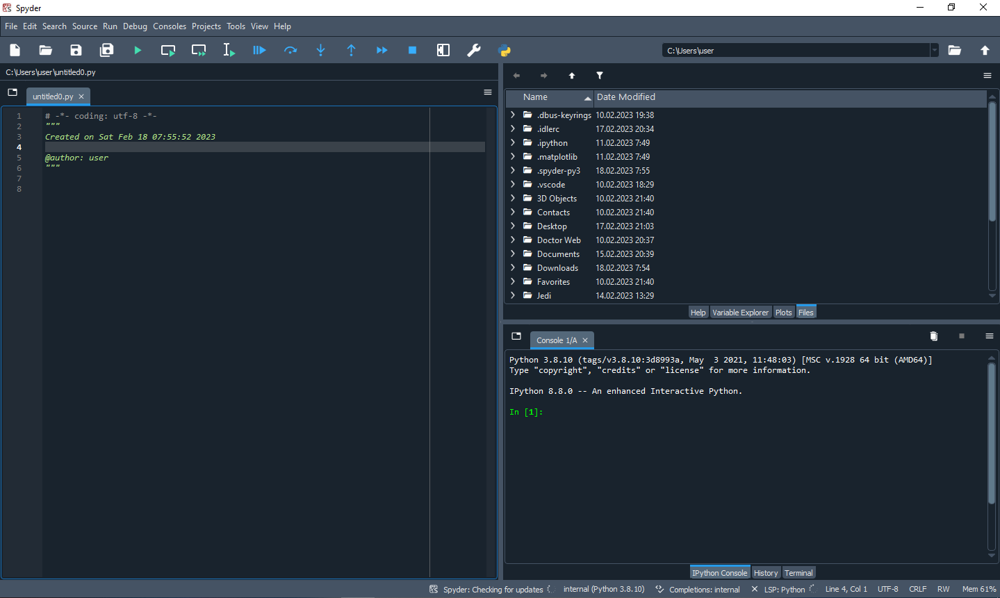 Spyder
File Edit Search Source Run Debug Consoles Projects Tools View Help
C:\Users\user
C:\Users\user\untitled0.py
untitled0.py
1 # -*- coding: utf-8 -*-
2 """
3 Created on Sat Feb 18 07:55:52 2023
4
5 @author: user
6 """
7
8
Name Date Modified
.dbus-keyrings 10.02.2023 19:38
.idlerc 17.02.2023 20:34
.ipython 11.02.2023 7:49
.matplotlib 11.02.2023 7:49
.spyder-py3 18.02.2023 7:55
.vscode 10.02.2023 18:29
3D Objects 10.02.2023 21:40
Contacts 10.02.2023 21:40
Desktop 17.02.2023 21:03
Doctor Web 10.02.2023 20:37
Documents 15.02.2023 20:39
Downloads 18.02.2023 7:54
Favorites 10.02.2023 21:40
Jedi 14.02.2023 13:29
Help Variable Explorer Plots Files
Console 1/A
Python 3.8.10 (tags/v3.8.10:3d8993a, May  3 2021, 11:48:03) [MSC v.1928 64 bit (AMD64)]
Type "copyright", "credits" or "license" for more information.
IPython 8.8.0 -- An enhanced Interactive Python.
In [1]:
IPython Console History Terminal
Spyder: Checking for updates internal (Python 3.8.10) Completions: internal LSP: Python Line 4, Col 1 UTF-8 CRLF RW Mem 61%